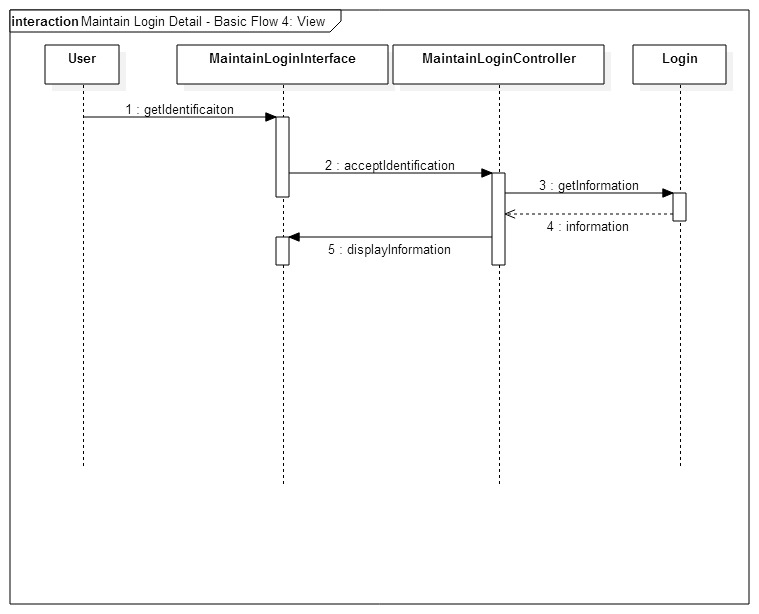 interaction Maintain Login Detail - Basic Flow 4: View
User
MaintainLoginInterface
MaintainLoginController
Login
1 : getIdentificaiton
2 : acceptIdentification
3 : getInformation
4 : information
5 : displayInformation